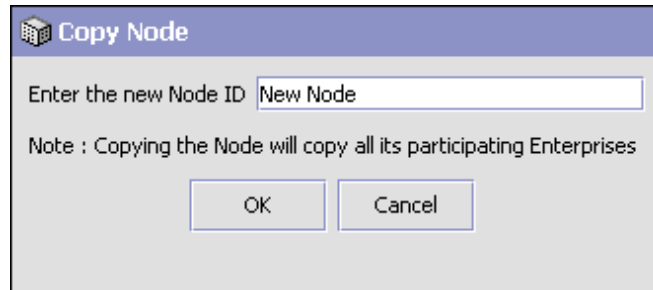 Copy Node
Enter the new Node ID New Node
Note : Copying the Node will copy all its participating Enterprises
OK Cancel